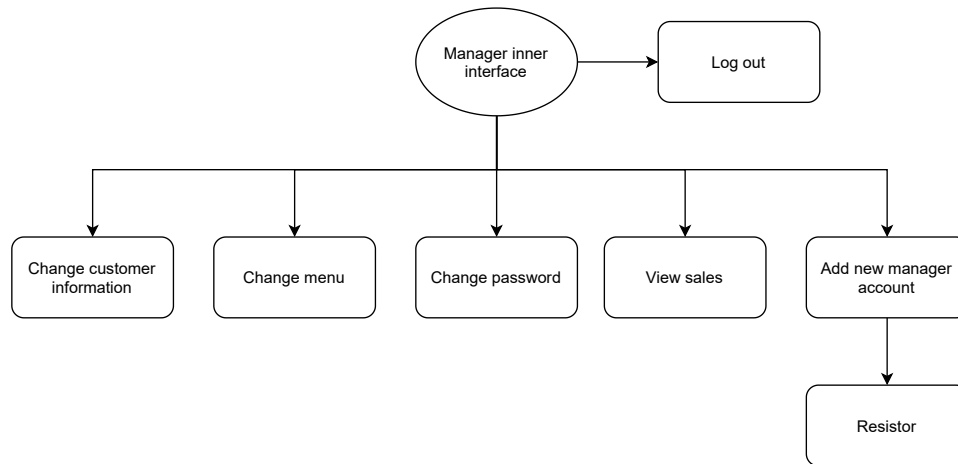 Manager inner
interface
Log out
Change customer
information
Change menu
Change password
View sales
Add new manager
account
Resistor